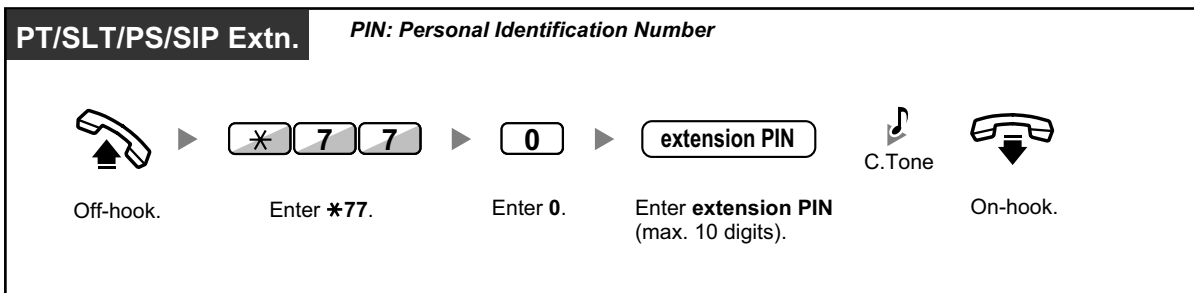 PT/SLT/PS/SIP Extn.
PIN: Personal Identification Number
* 7 7
0
extension PIN
C.Tone
Off-hook.
Enter *77.
Enter 0.
Enter extension PIN
(max. 10 digits).
On-hook.